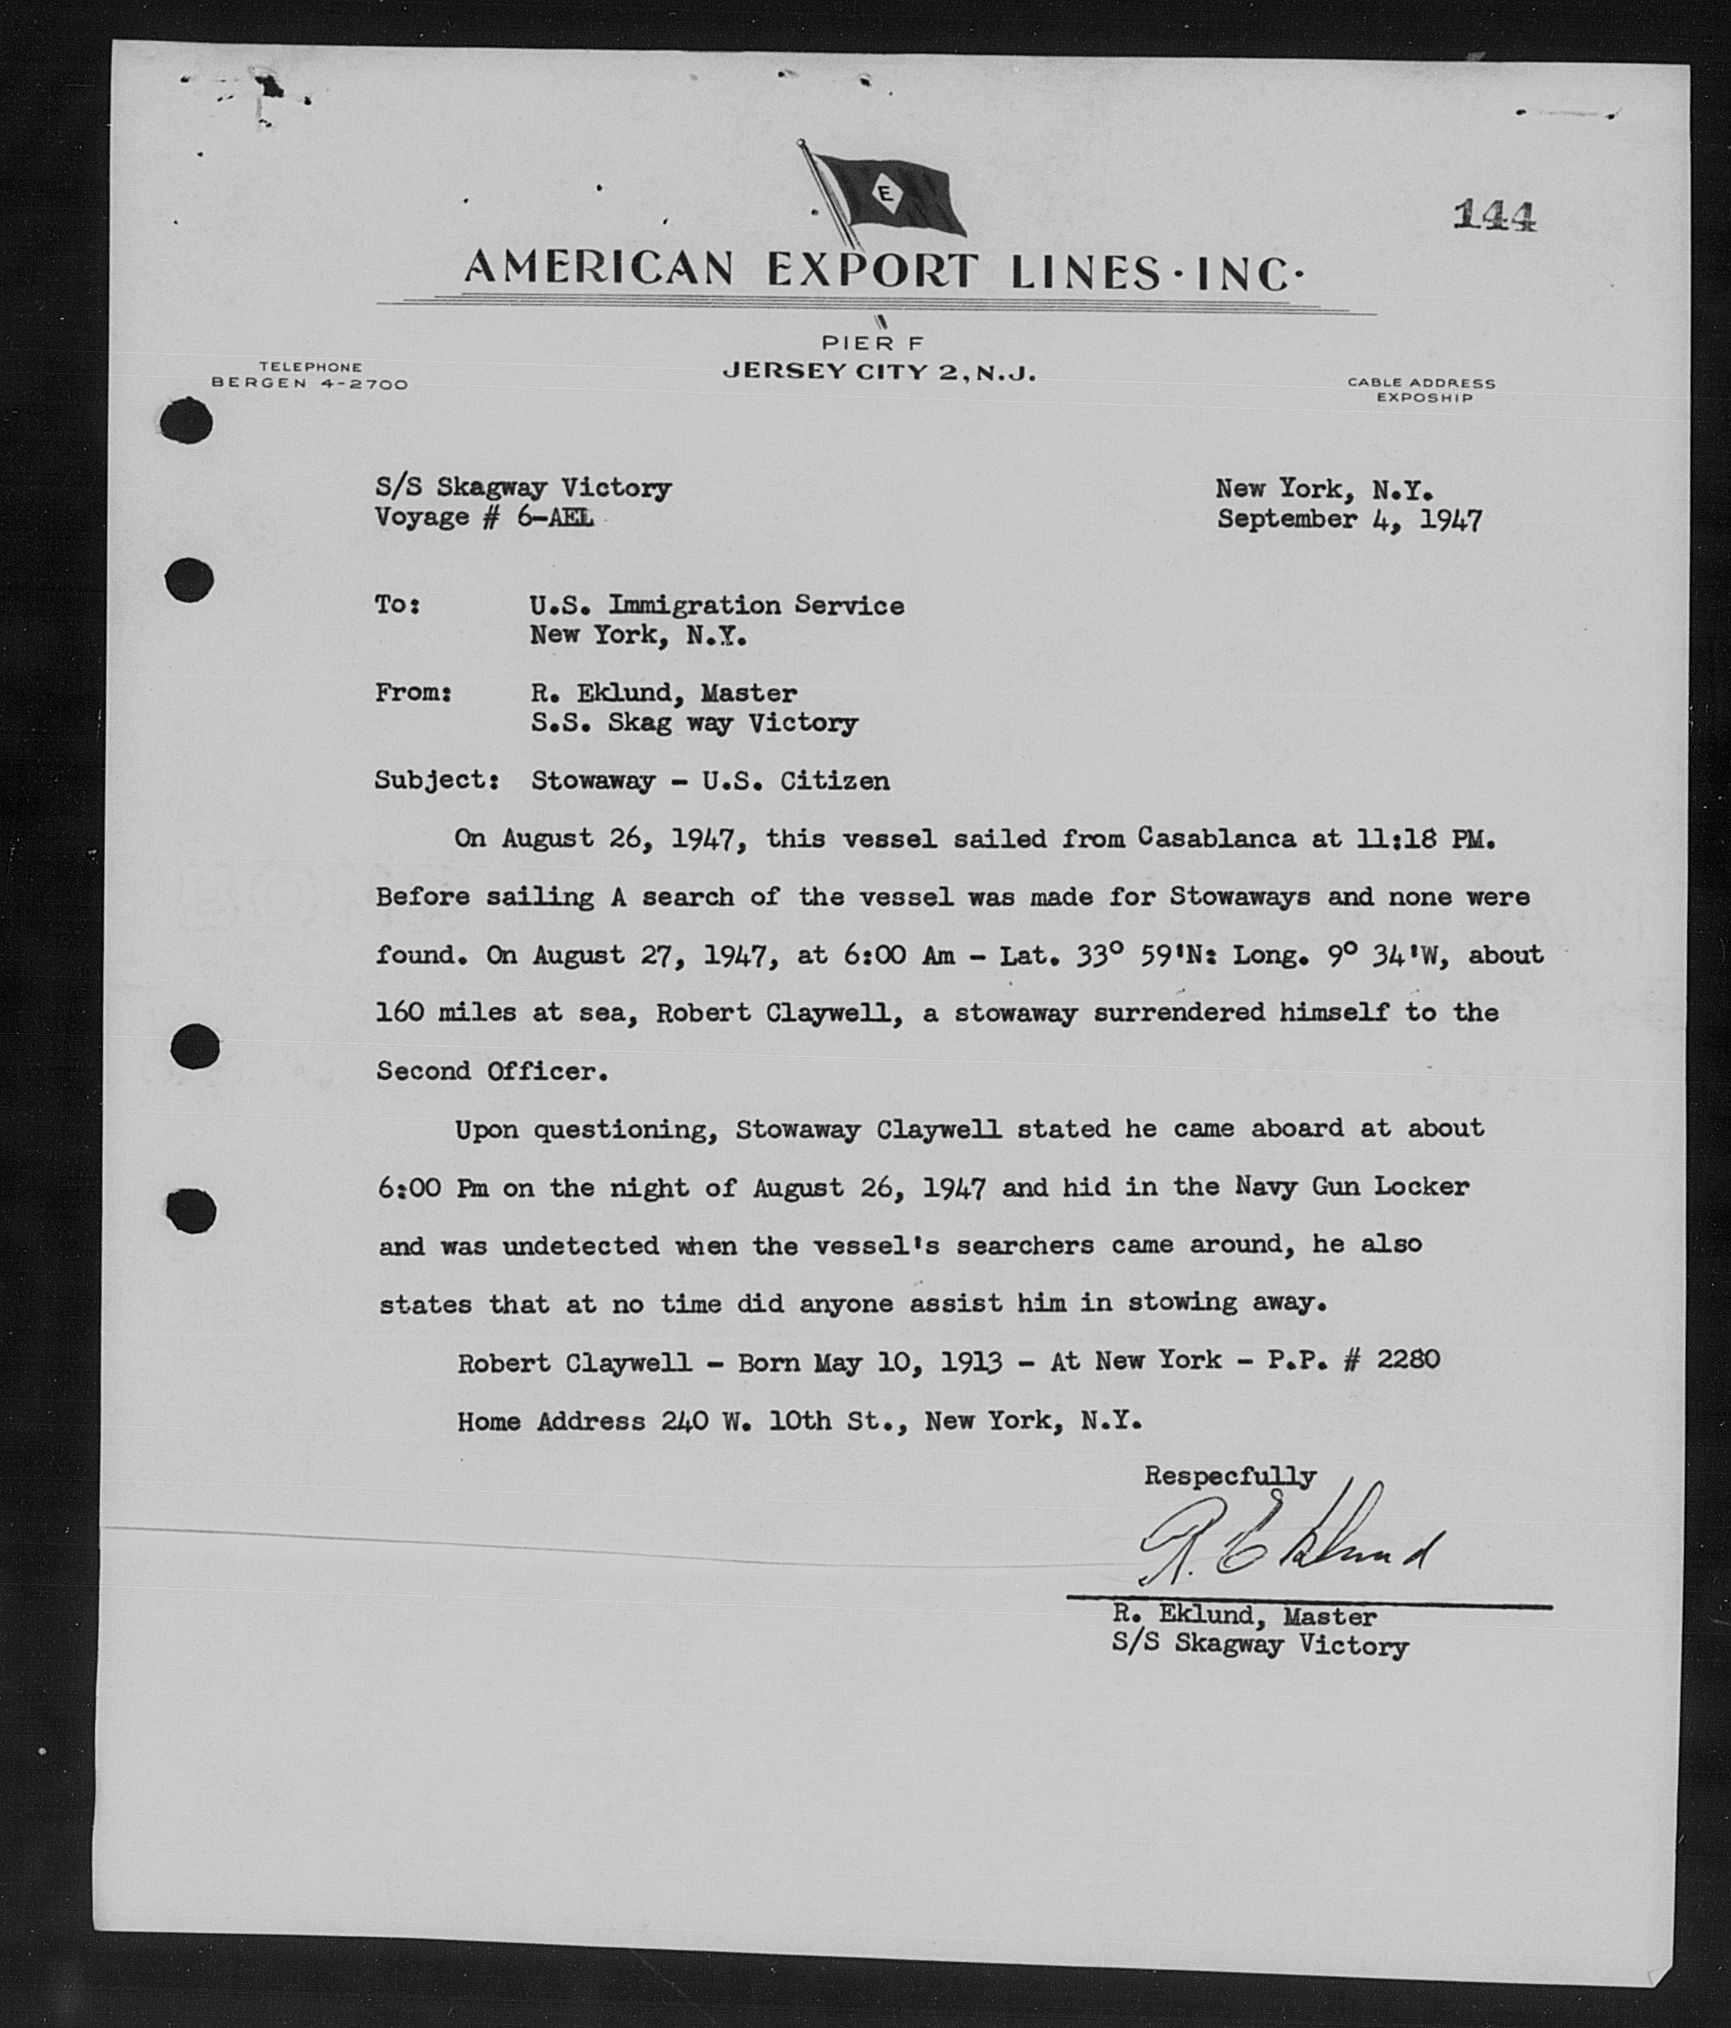 E
144
AMERICAN EXPORT LINES·INC·
PIER F
JERSEY CITY 2, N.J.
TELEPHONE
BERGEN 4-2700
CABLE ADDRESS
EXPOSHIP
S/S Skagway Victory
Voyage # 6-AEL
New York, N.Y.
September 4, 1947
To: U.S. Immigration Service
New York, N.Y.
From: R. Eklund, Master
S.S. Skag way Victory
Subject: Stowaway - U.S. Citizen
On August 26, 1947, this vessel sailed from Casablanca at 11:18 PM.
Before sailing A search of the vessel was made for Stowaways and none were
found. On August 27, 1947, at 6:00 Am - Lat. 33° 59'N: Long. 9° 34'W, about
160 miles at sea, Robert Claywell, a stowaway surrendered himself to the
Second Officer.
Upon questioning, Stowaway Claywell stated he came aboard at about
6:00 Pm on the night of August 26, 1947 and hid in the Navy Gun Locker
and was undetected when the vessel's searchers came around, he also
states that at no time did anyone assist him in stowing away.
Robert Claywell - Born May 10, 1913 - At New York - P.P. # 2280
Home Address 240 W. 10th St., New York, N.Y.
Respecfully
R. Eklund
R. Eklund, Master
S/S Skagway Victory